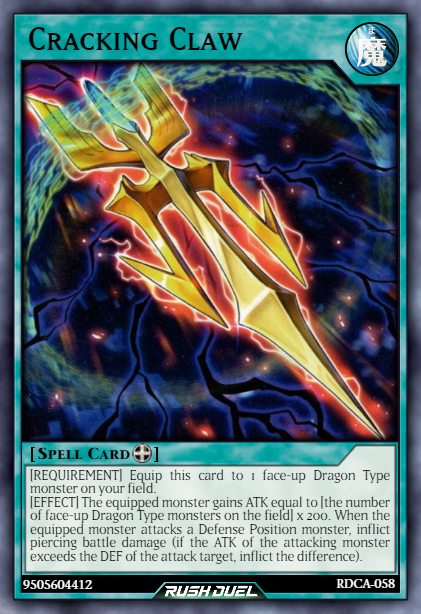 CRACKING CLAW
ま
魔
[SPELL CARD]
[REQUIREMENT] Equip this card to 1 face-up Dragon Type
monster on your field.
[EFFECT] The equipped monster gains ATK equal to [the number
of face-up Dragon Type monsters on the field] x 200. When the
equipped monster attacks a Defense Position monster, inflict
piercing battle damage (if the ATK of the attacking monster
exceeds the DEF of the attack target, inflict the difference).
9505604412
RUSH DUEL
RDCA-058